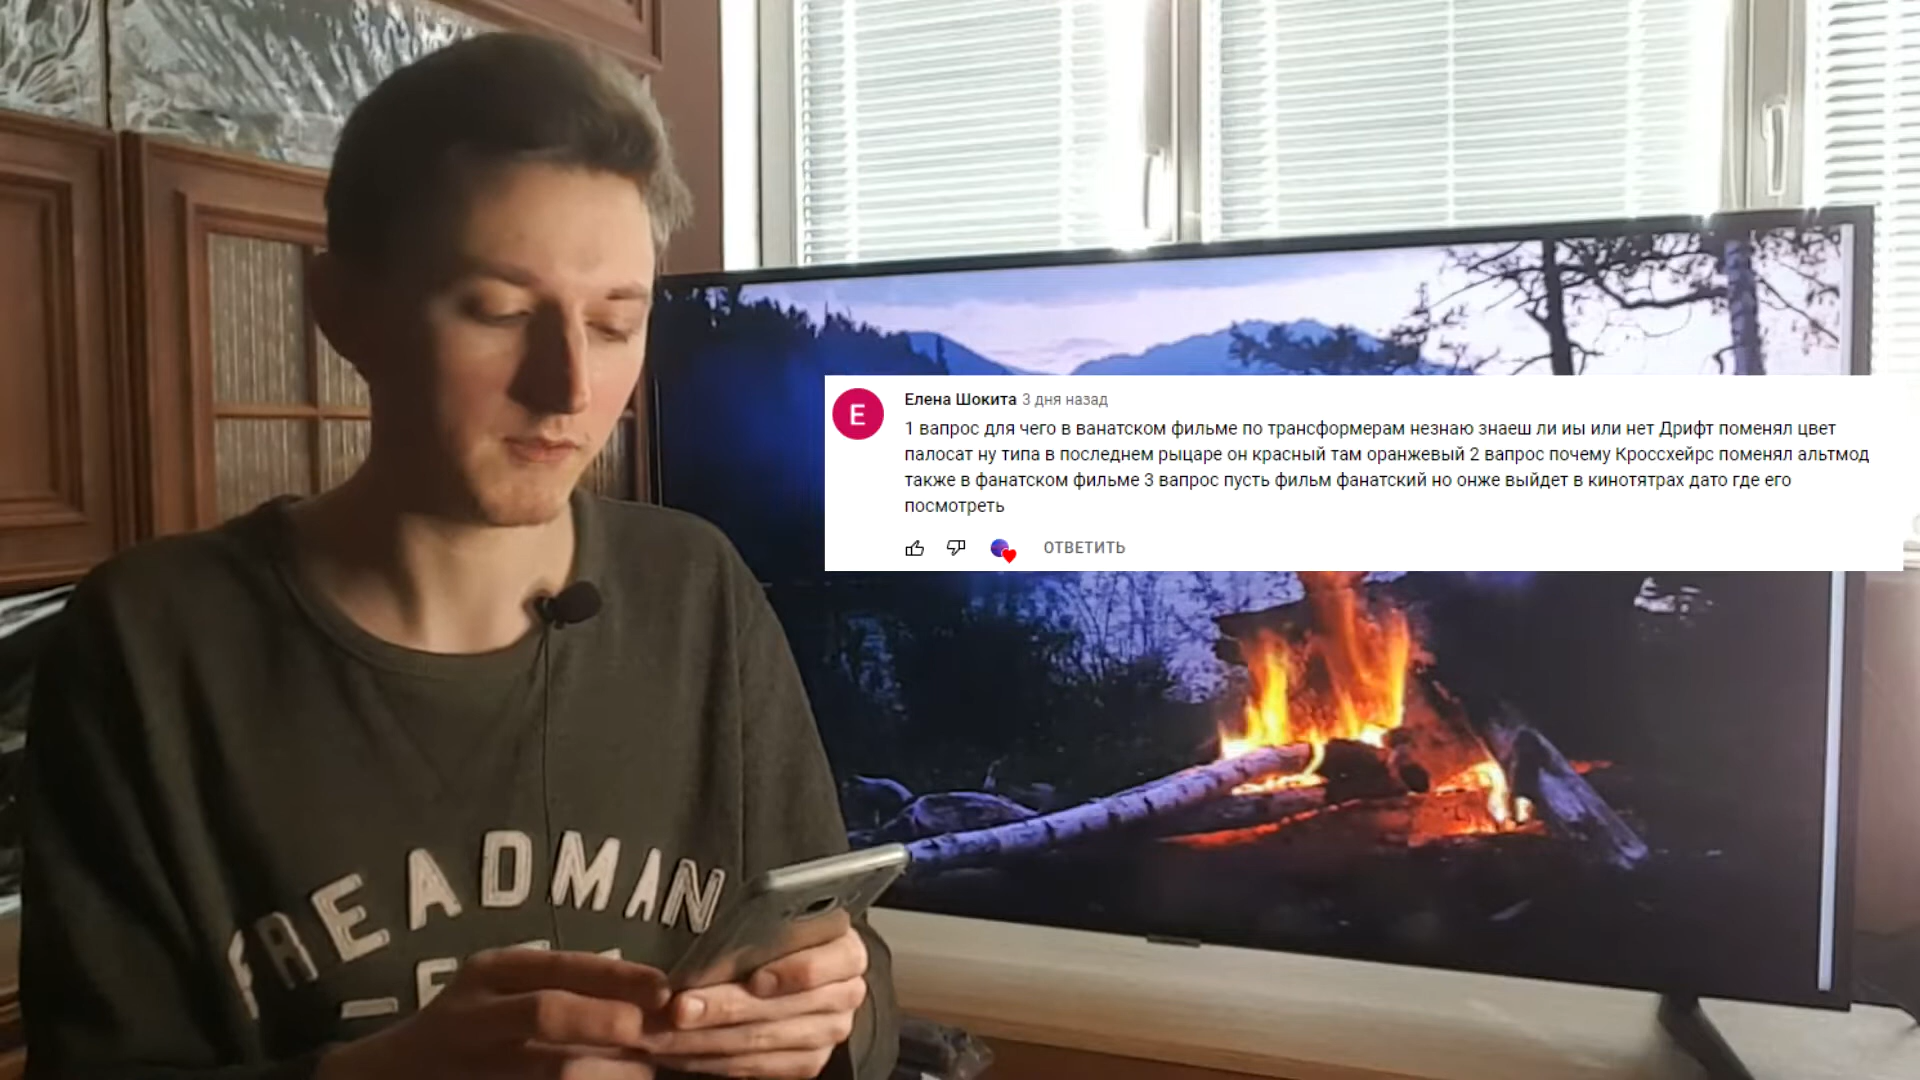 Елена Шокита 3 дня назад
Е
1 вапрос для чего в ванатском фильме по трансформерам незнаю знаеш ли иы или нет Дрифт поменял цвет
палосат ну типа в последнем рыцаре он красный там оранжевый 2 вапрос почему Кроссхейрс поменял альтмод
также в фанатском фильме 3 вапрос пусть фильм фанатский но онже выйдет в кинотятрах дато где его
посмотреть
ОТВЕТИТЬ
FREADMAN